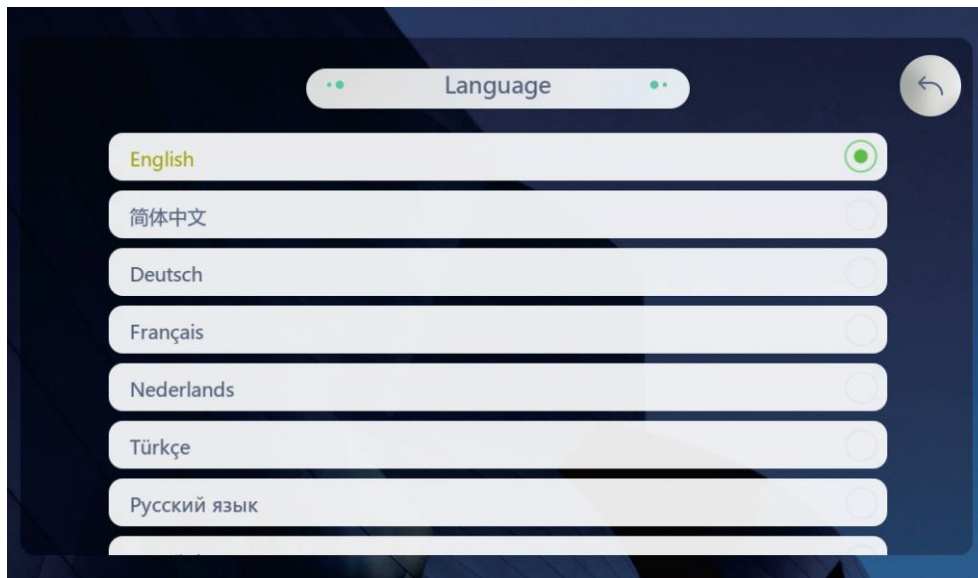 Language
English
简体中文
Deutsch
Français
Nederlands
Türkçe
Русский язык